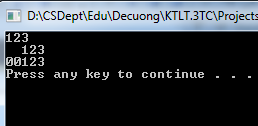 D:\CSDept\Edu\Decuong\KTLT.3TC\Projects
123
  123
00123
Press any key to continue . . .